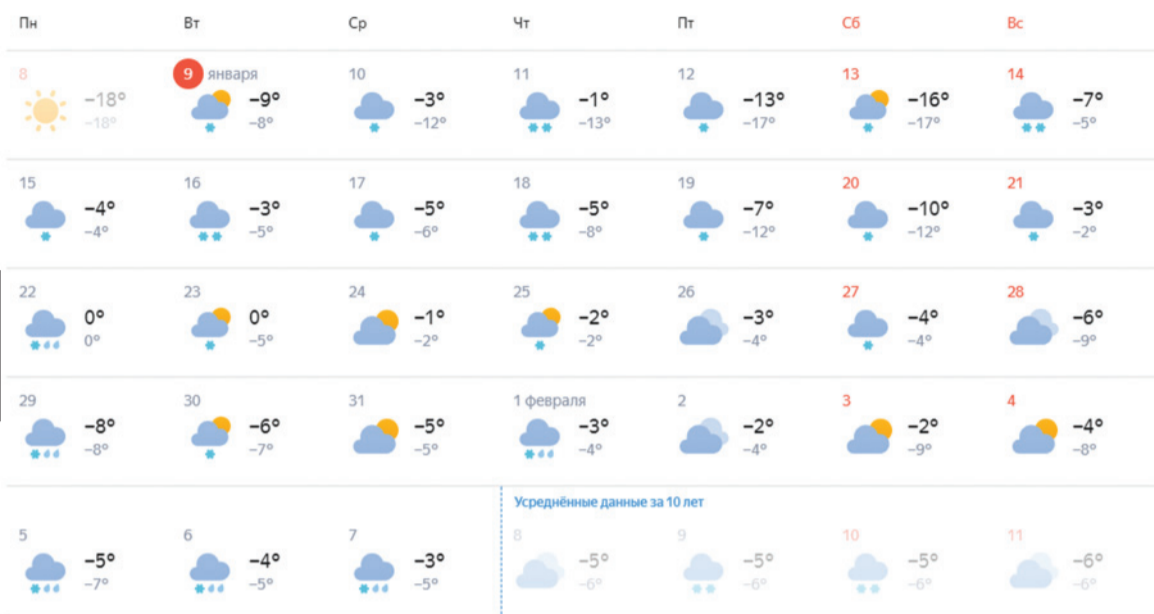 Пн Вт Ср Чт Пт Сб Вс
8 9 января 10 11 12 13 14
−18° −9° −3° −1° −13° −16° −7°
−18° −8° −12° −13° −17° −17° −5°
15 16 17 18 19 20 21
−4° −3° −5° −5° −7° −10° −3°
−4° −5° −6° −8° −12° −12° −2°
22 23 24 25 26 27 28
0° 0° −1° −2° −3° −4° −6°
0° −5° −2° −2° −4° −4° −9°
29 30 31 1 февраля 2 3 4
−8° −6° −5° −3° −2° −2° −4°
−8° −7° −5° −4° −4° −9° −8°
Усреднённые данные за 10 лет
5 6 7 8 9 10 11
−5° −4° −3° −5° −5° −5° −6°
−7° −5° −5° −6° −6° −6° −6°